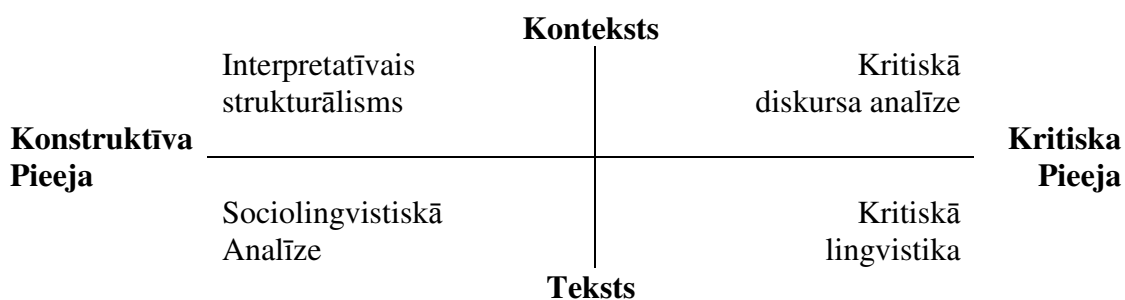 Konteksts
Interpretatīvais
strukturālisms
Kritiskā
diskursa analīze
Konstruktīva
Pieeja
Kritiska
Pieeja
Sociolingvistiskā
Analīze
Kritiskā
lingvistika
Teksts